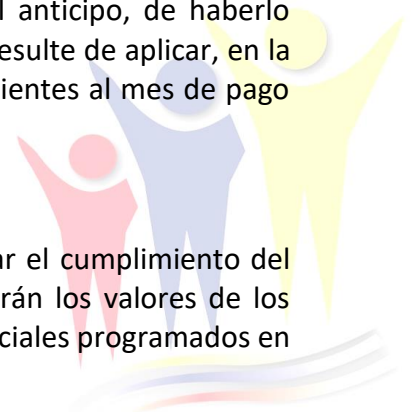 l anticipo, de haberlo
esulte de aplicar, en la
ientes al mes de pago
ar el cumplimiento del
rán los valores de los
ciales programados en